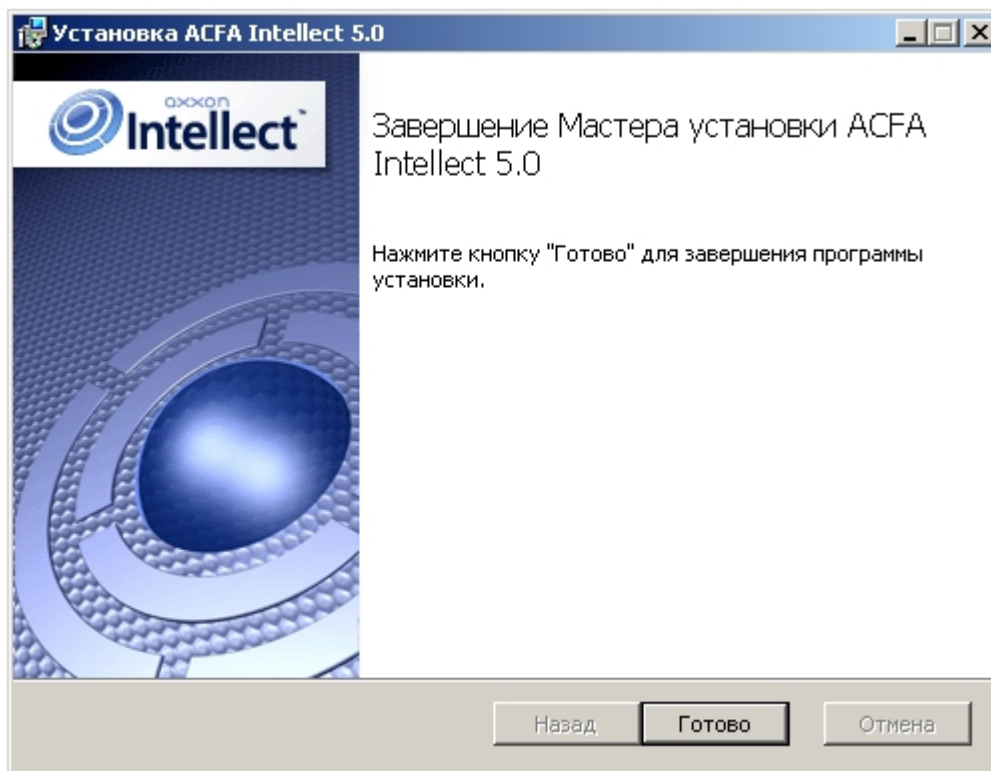 Установка ACFA Intellect 5.0
axxon
Intellect™
Завершение Мастера установки ACFA
Intellect 5.0
Нажмите кнопку "Готово" для завершения программы
установки.
Назад
Готово
Отмена